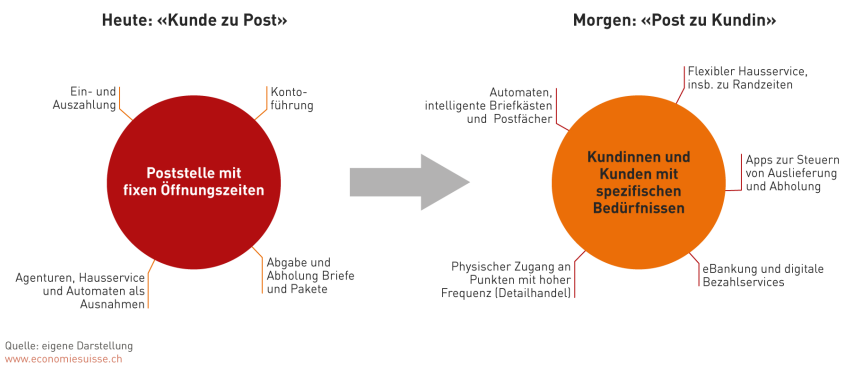 Heute: «Kunde zu Post»
Ein- und
Auszahlung
Konto-
führung
Poststelle mit
fixen Öffnungszeiten
Agenturen, Hausservice
und Automaten als
Ausnahmen
Abgabe und
Abholung Briefe
und Pakete
Morgen: «Post zu Kundin»
Automaten,
intelligente Briefkästen
und Postfächer
Flexibler Hausservice,
insb. zu Randzeiten
Kundinnen und
Kunden mit
spezifischen
Bedürfnissen
Apps zur Steuern
von Auslieferung
und Abholung
Physischer Zugang an
Punkten mit hoher
Frequenz (Detailhandel)
eBankung und digitale
Bezahlservices
Quelle: eigene Darstellung
www.economiesuisse.ch